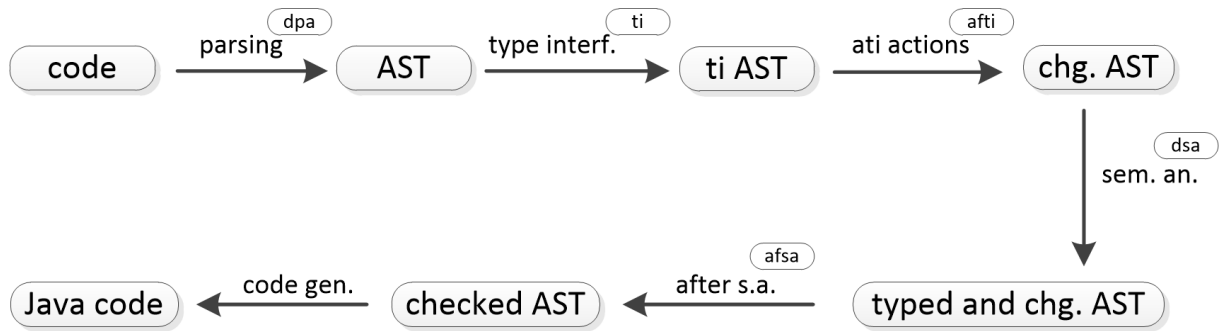 dpa
ti
afti
parsing
type interf.
ati actions
code
AST
ti AST
chg. AST
dsa
sem. an.
afsa
code gen.
after s.a.
Java code
checked AST
typed and chg. AST